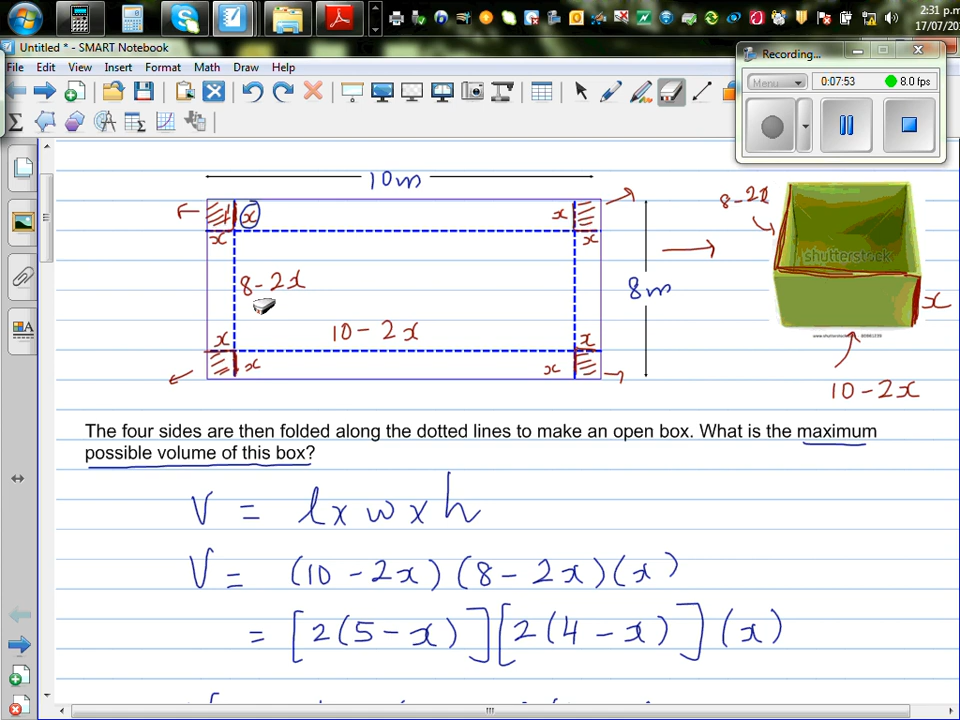 2:31 pm
17/07/20
Untitled * - SMART Notebook
File Edit View Insert Format Math Draw Help
Recording...
Menu
0:07:53
8.0 fps
10m
8-2x
x x
x x
8-2x
8m
x
10-2x
x x
x x
10-2x
shutterstock
The four sides are then folded along the dotted lines to make an open box. What is the maximum
possible volume of this box?
V = l x w x h
V = (10-2x)(8-2x)(x)
= [2(5-x)][2(4-x)](x)